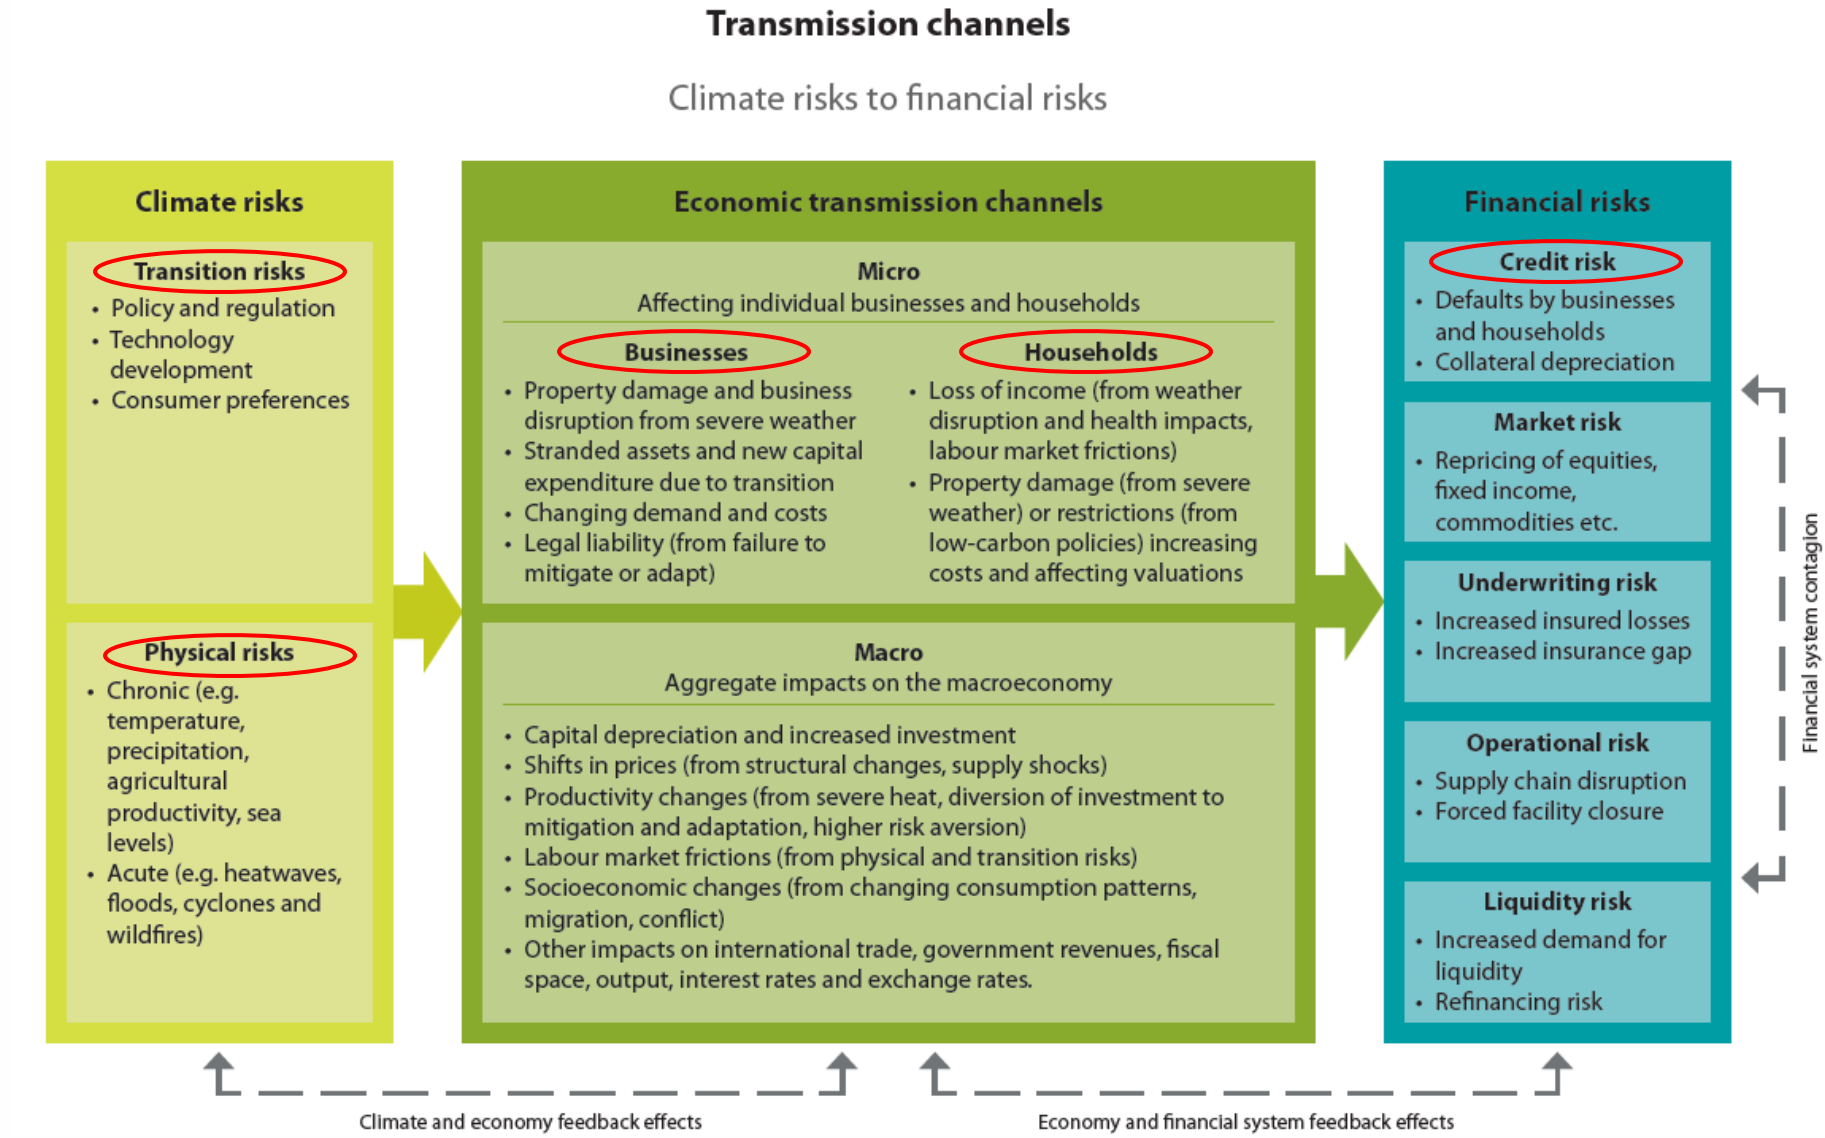 Transmission channels
Climate risks to financial risks
Climate risks
Transition risks
• Policy and regulation
• Technology
development
• Consumer preferences
Physical risks
• Chronic (e.g.
temperature,
precipitation,
agricultural
productivity, sea
levels)
• Acute (e.g. heatwaves,
floods, cyclones and
wildfires)
Economic transmission channels
Micro
Affecting individual businesses and households
Businesses
• Property damage and business
disruption from severe weather
• Stranded assets and new capital
expenditure due to transition
• Changing demand and costs
• Legal liability (from failure to
mitigate or adapt)
Households
• Loss of income (from weather
disruption and health impacts,
labour market frictions)
• Property damage (from severe
weather) or restrictions (from
low-carbon policies) increasing
costs and affecting valuations
Macro
Aggregate impacts on the macroeconomy
• Capital depreciation and increased investment
• Shifts in prices (from structural changes, supply shocks)
• Productivity changes (from severe heat, diversion of investment to
mitigation and adaptation, higher risk aversion)
• Labour market frictions (from physical and transition risks)
• Socioeconomic changes (from changing consumption patterns,
migration, conflict)
• Other impacts on international trade, government revenues, fiscal
space, output, interest rates and exchange rates.
Financial risks
Credit risk
• Defaults by businesses
and households
• Collateral depreciation
Market risk
• Repricing of equities,
fixed income,
commodities etc.
Underwriting risk
• Increased insured losses
• Increased insurance gap
Operational risk
• Supply chain disruption
• Forced facility closure
Liquidity risk
• Increased demand for
liquidity
• Refinancing risk
Financial system contagion
Climate and economy feedback effects
Economy and financial system feedback effects